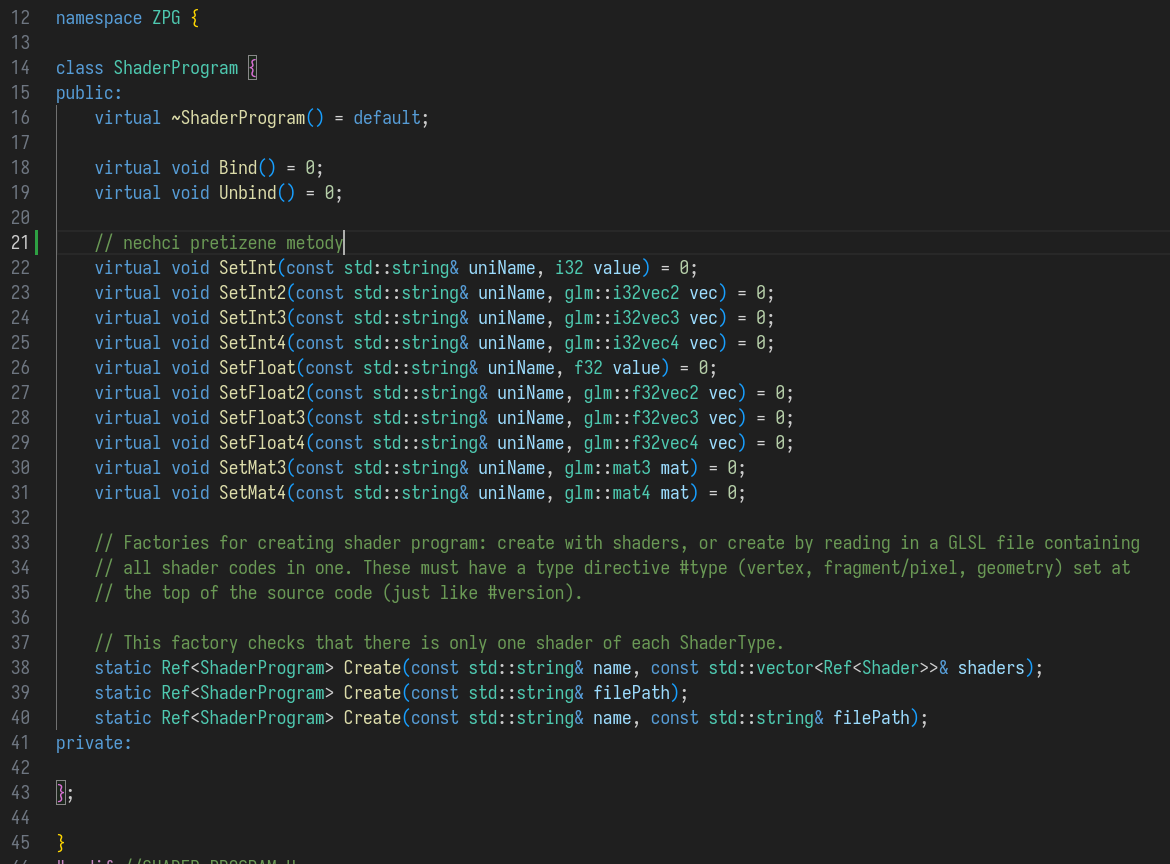 12 namespace ZPG {
13
14 class ShaderProgram {
15 public:
16     virtual ~ShaderProgram() = default;
17
18     virtual void Bind() = 0;
19     virtual void Unbind() = 0;
20
21     // nechci pretizene metody
22     virtual void SetInt(const std::string& uniName, i32 value) = 0;
23     virtual void SetInt2(const std::string& uniName, glm::i32vec2 vec) = 0;
24     virtual void SetInt3(const std::string& uniName, glm::i32vec3 vec) = 0;
25     virtual void SetInt4(const std::string& uniName, glm::i32vec4 vec) = 0;
26     virtual void SetFloat(const std::string& uniName, f32 value) = 0;
27     virtual void SetFloat2(const std::string& uniName, glm::f32vec2 vec) = 0;
28     virtual void SetFloat3(const std::string& uniName, glm::f32vec3 vec) = 0;
29     virtual void SetFloat4(const std::string& uniName, glm::f32vec4 vec) = 0;
30     virtual void SetMat3(const std::string& uniName, glm::mat3 mat) = 0;
31     virtual void SetMat4(const std::string& uniName, glm::mat4 mat) = 0;
32
33     // Factories for creating shader program: create with shaders, or create by reading in a GLSL file containing
34     // all shader codes in one. These must have a type directive #type (vertex, fragment/pixel, geometry) set at
35     // the top of the source code (just like #version).
36
37     // This factory checks that there is only one shader of each ShaderType.
38     static Ref<ShaderProgram> Create(const std::string& name, const std::vector<Ref<Shader>>& shaders);
39     static Ref<ShaderProgram> Create(const std::string& filePath);
40     static Ref<ShaderProgram> Create(const std::string& name, const std::string& filePath);
41 private:
42
43 };
44
45 }